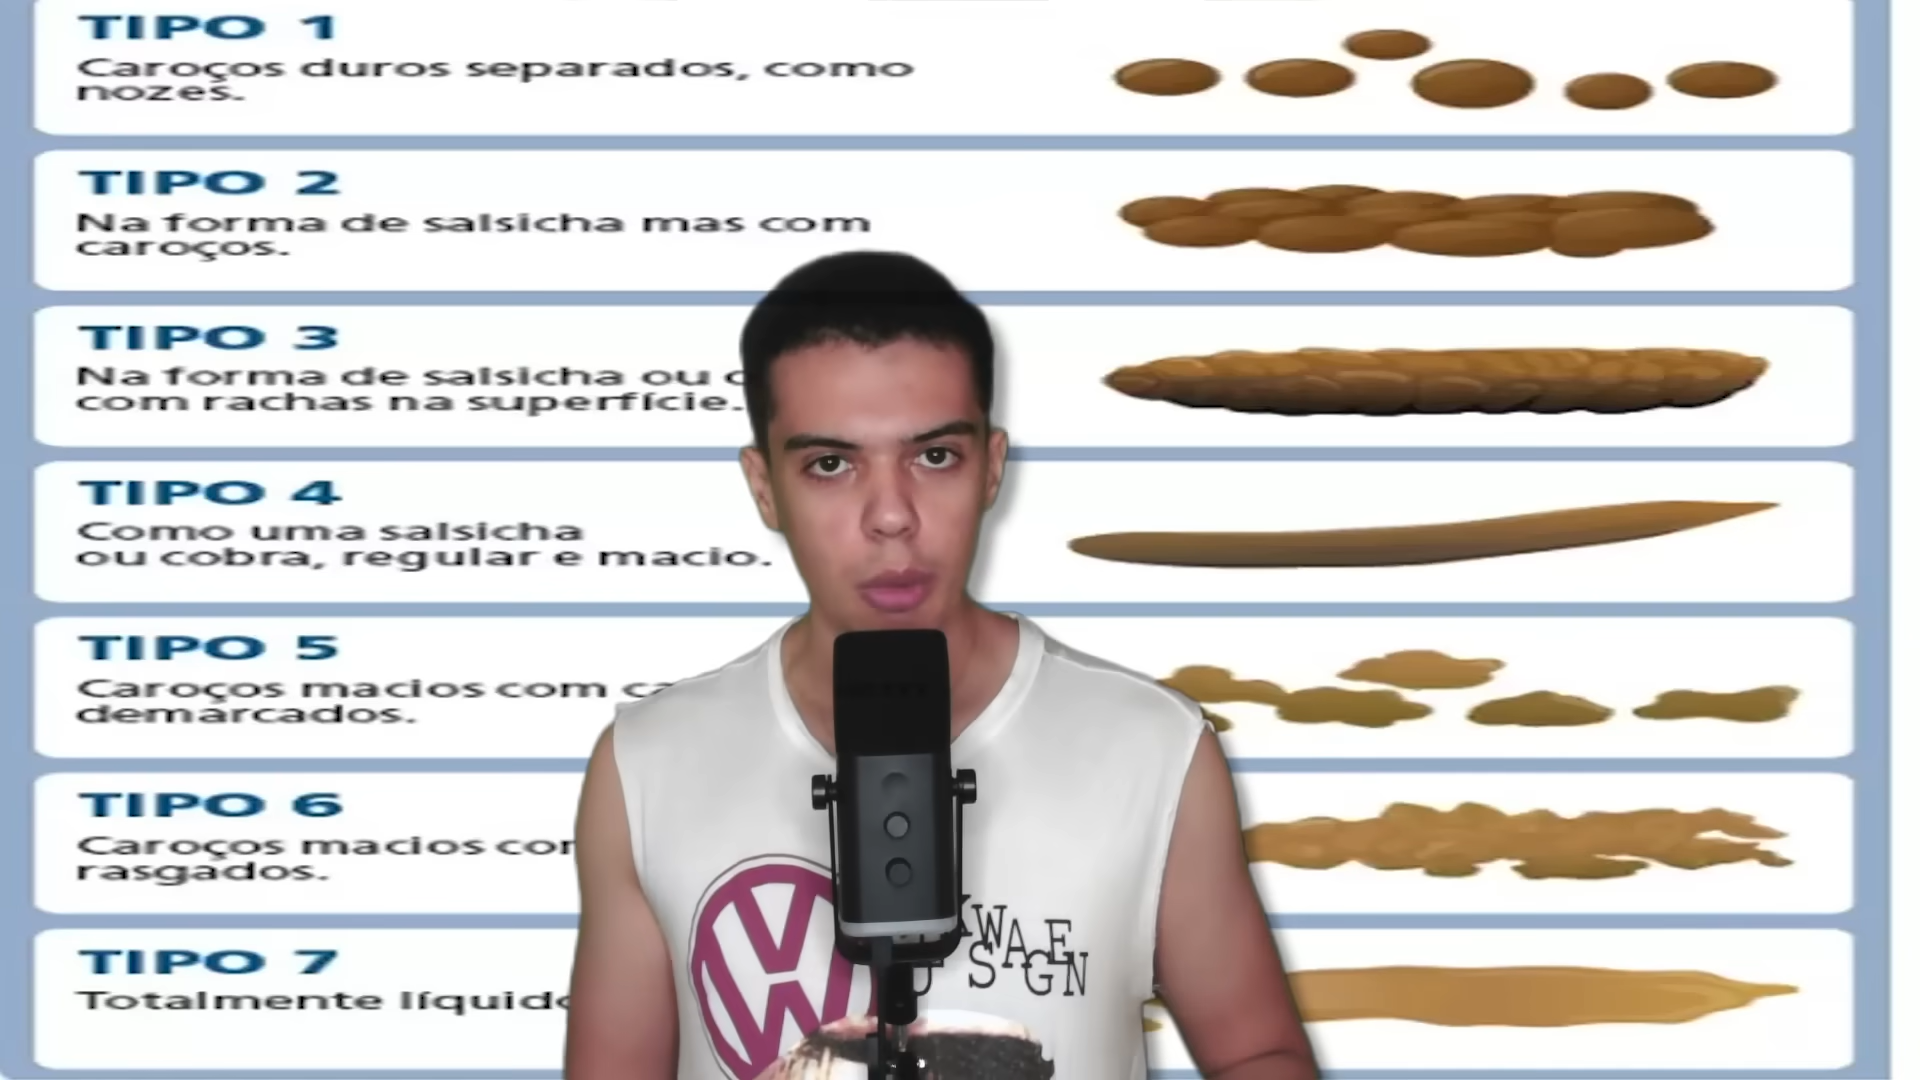 TIPO 1
Caroços duros separados, como
nozes.
TIPO 2
Na forma de salsicha mas com
caroços.
TIPO 3
Na forma de salsicha ou
com rachas na superfície.
TIPO 4
Como uma salsicha
ou cobra, regular e macio.
TIPO 5
Caroços macios com
demarcados.
TIPO 6
Caroços macios
rasgados.
TIPO 7
Totalmente